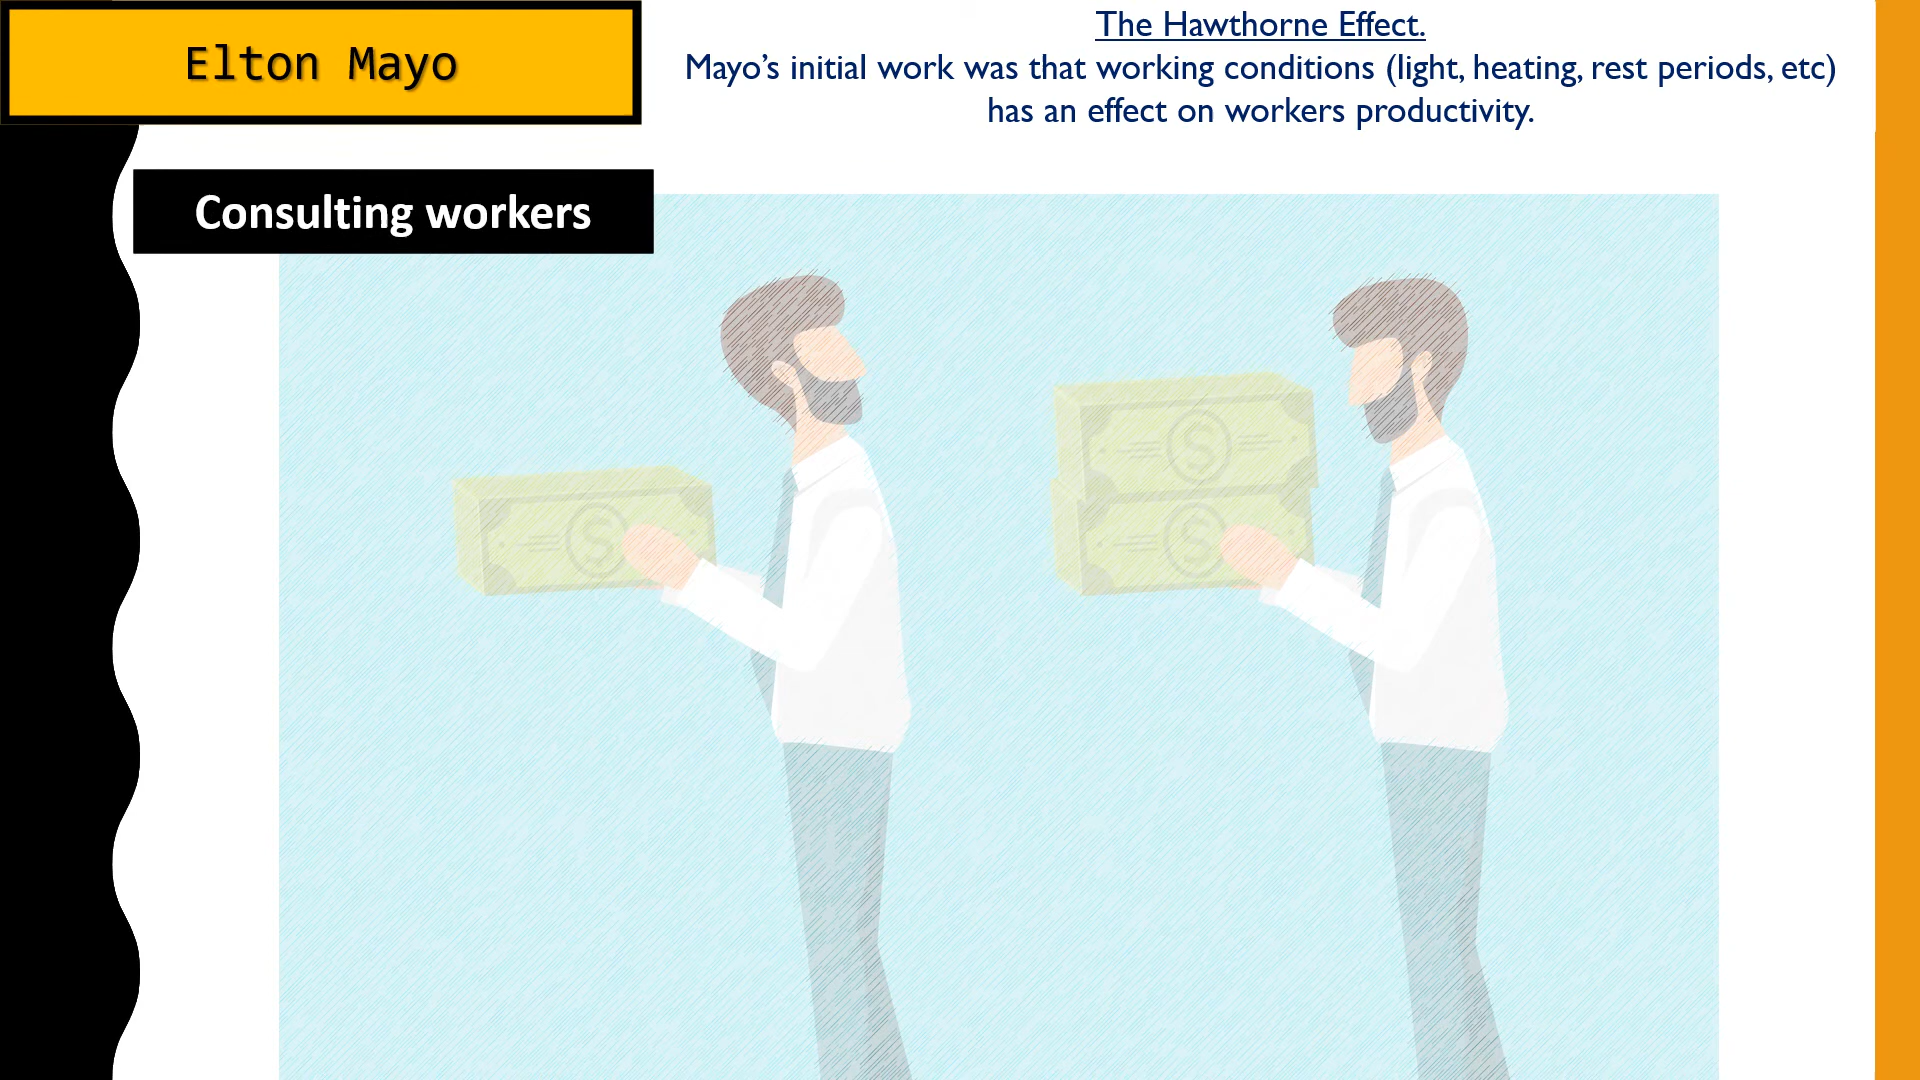 Elton Mayo
The Hawthorne Effect.
Mayo’s initial work was that working conditions (light, heating, rest periods, etc)
has an effect on workers productivity.
Consulting workers
$
$
$